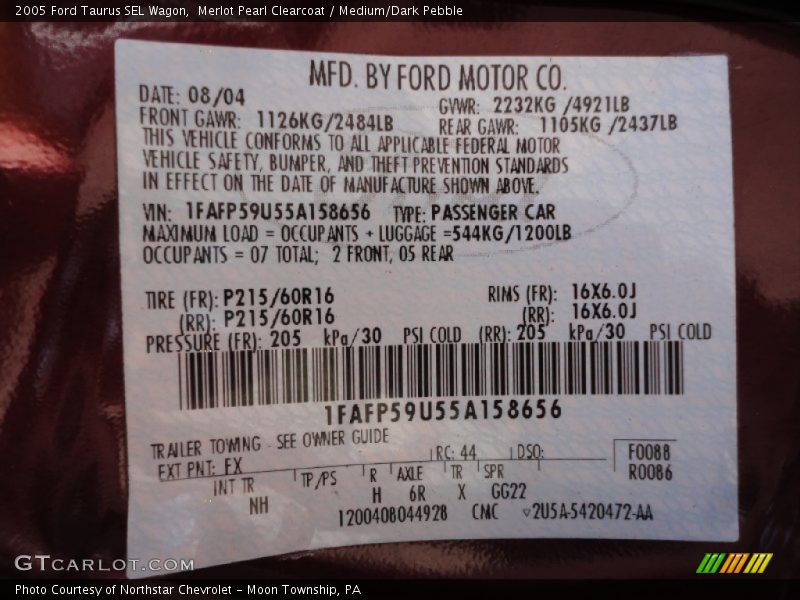 2005 Ford Taurus SEL Wagon,  Merlot Pearl Clearcoat / Medium/Dark Pebble
MFD. BY FORD MOTOR CO.
DATE: 08/04 GVWR: 2232KG /4921LB
FRONT GAWR: 1126KG/2484LB REAR GAWR: 1105KG /2437LB
THIS VEHICLE CONFORMS TO ALL APPLICABLE FEDERAL MOTOR
VEHICLE SAFETY, BUMPER, AND THEFT PREVENTION STANDARDS
IN EFFECT ON THE DATE OF MANUFACTURE SHOWN ABOVE.
VIN: 1FAFP59U55A158656 TYPE: PASSENGER CAR
MAXIMUM LOAD = OCCUPANTS + LUGGAGE =544KG/1200LB
OCCUPANTS = 07 TOTAL; 2 FRONT, 05 REAR
TIRE (FR): P215/60R16 RIMS (FR): 16X6.0J
(RR): P215/60R16 (RR): 16X6.0J
PRESSURE (FR): 205 kPa/30 PSI COLD (RR): 205 kPa/30 PSI COLD
1FAFP59U55A158656
TRAILER TOWING - SEE OWNER GUIDE
EXT PNT: FX RC: 44 DSO: F0088
R0086
INT TR TP/PS R AXLE TR SPR
NH H 6R X GG22
1200408044928 CMC ▿2U5A-5420472-AA
GTCARLOT.COM
Photo Courtesy of Northstar Chevrolet - Moon Township, PA